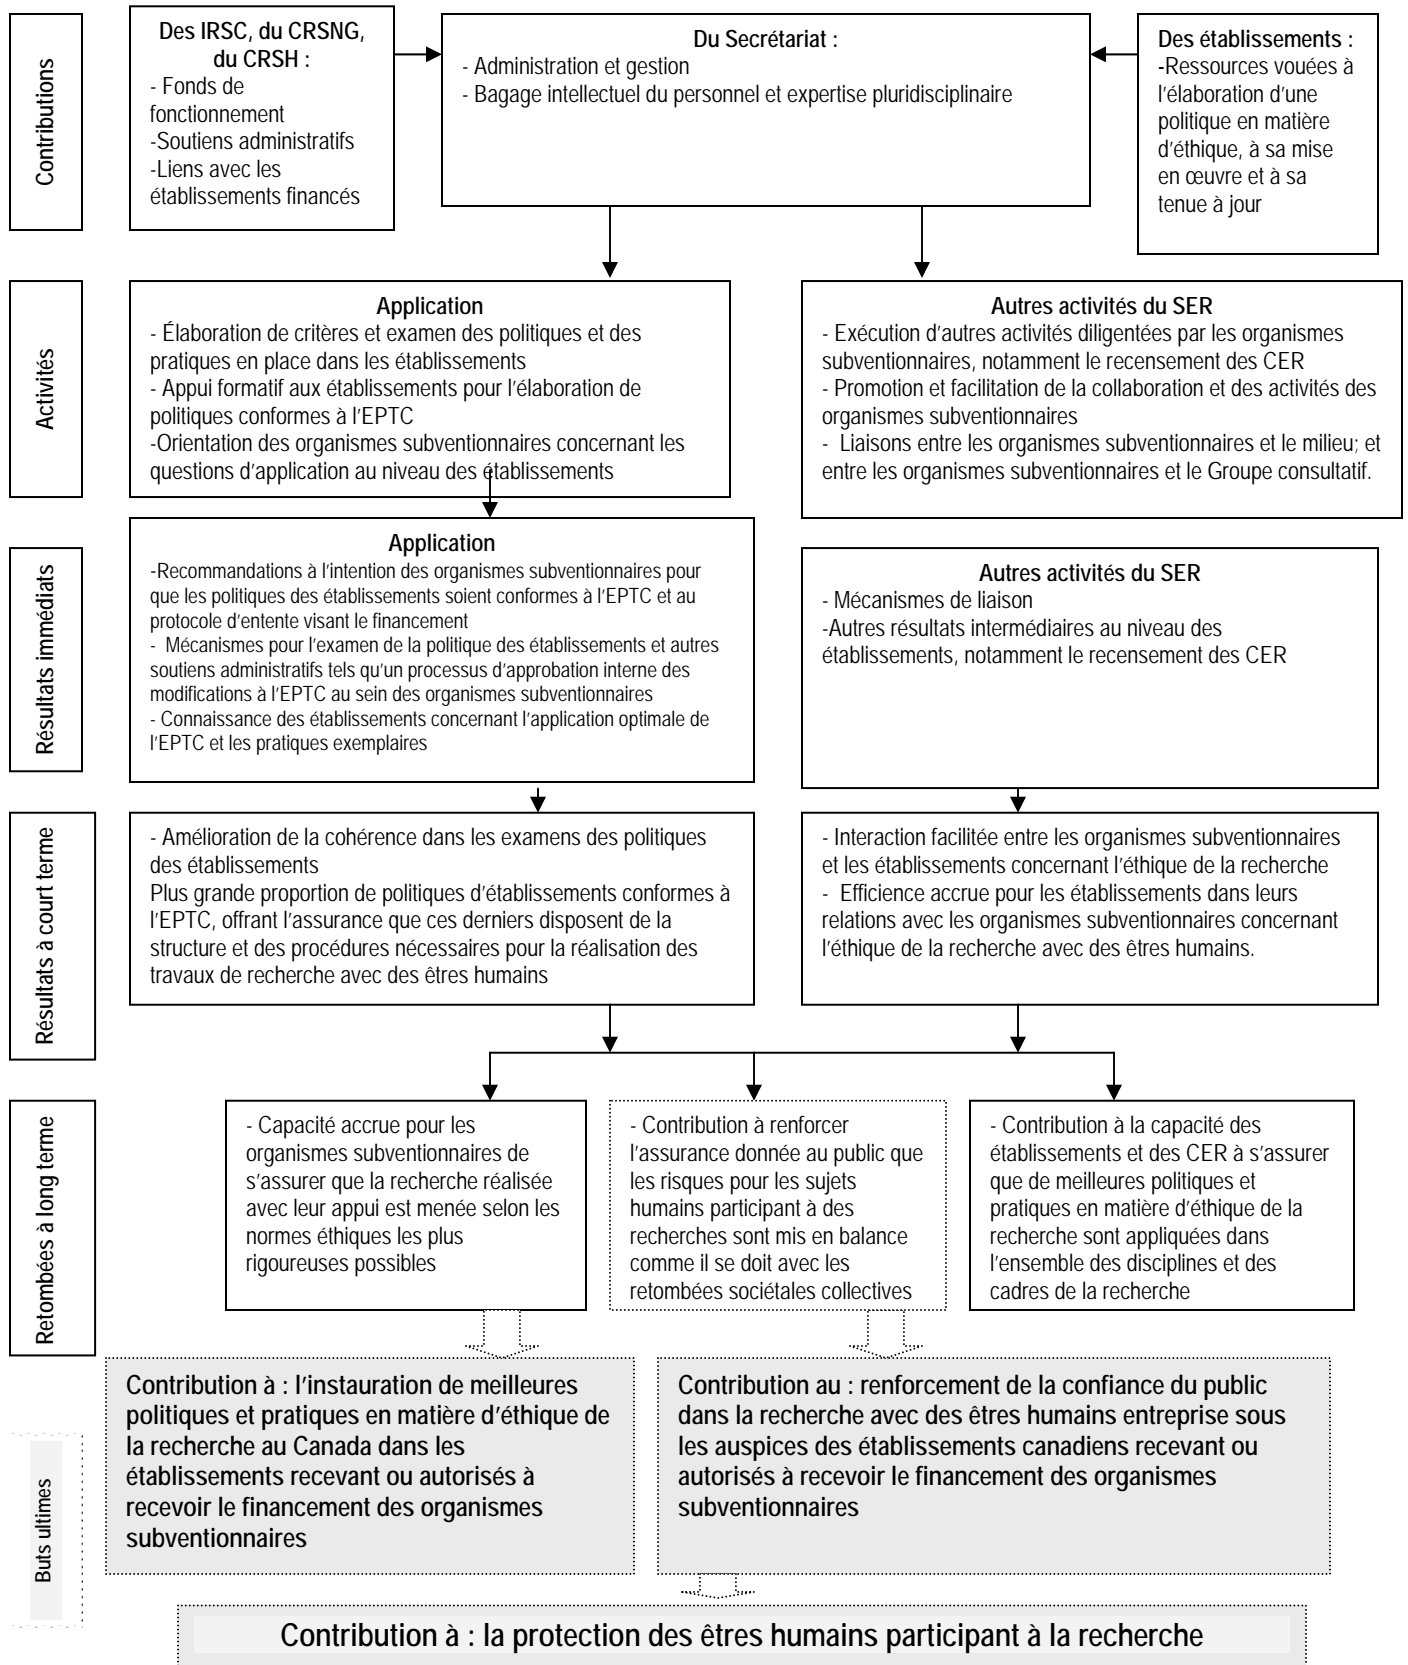 Contributions
Des IRSC, du CRSNG,
du CRSH :
- Fonds de
fonctionnement
-Soutiens administratifs
-Liens avec les
établissements financés
Du Secrétariat :
- Administration et gestion
- Bagage intellectuel du personnel et expertise pluridisciplinaire
Des établissements :
-Ressources vouées à
l’élaboration d’une
politique en matière
d’éthique, à sa mise
en œuvre et à sa
tenue à jour
Activités
Application
- Élaboration de critères et examen des politiques et des
pratiques en place dans les établissements
- Appui formatif aux établissements pour l’élaboration de
politiques conformes à l’EPTC
-Orientation des organismes subventionnaires concernant les
questions d’application au niveau des établissements
Autres activités du SER
- Exécution d’autres activités diligentées par les organismes
subventionnaires, notamment le recensement des CER
- Promotion et facilitation de la collaboration et des activités des
organismes subventionnaires
- Liaisons entre les organismes subventionnaires et le milieu; et
entre les organismes subventionnaires et le Groupe consultatif.
Résultats immédiats
Application
-Recommandations à l’intention des organismes subventionnaires pour
que les politiques des établissements soient conformes à l’EPTC et au
protocole d’entente visant le financement
- Mécanismes pour l’examen de la politique des établissements et autres
soutiens administratifs tels qu’un processus d’approbation interne des
modifications à l’EPTC au sein des organismes subventionnaires
- Connaissance des établissements concernant l’application optimale de
l’EPTC et les pratiques exemplaires
Autres activités du SER
- Mécanismes de liaison
-Autres résultats intermédiaires au niveau des
établissements, notamment le recensement des CER
Résultats à court terme
- Amélioration de la cohérence dans les examens des politiques
des établissements
Plus grande proportion de politiques d’établissements conformes à
l’EPTC, offrant l’assurance que ces derniers disposent de la
structure et des procédures nécessaires pour la réalisation des
travaux de recherche avec des êtres humains
- Interaction facilitée entre les organismes subventionnaires
et les établissements concernant l’éthique de la recherche
- Efficience accrue pour les établissements dans leurs
relations avec les organismes subventionnaires concernant
l’éthique de la recherche avec des êtres humains.
Retombées à long terme
- Capacité accrue pour les
organismes subventionnaires de
s’assurer que la recherche réalisée
avec leur appui est menée selon les
normes éthiques les plus
rigoureuses possibles
- Contribution à renforcer
l’assurance donnée au public que
les risques pour les sujets
humains participant à des
recherches sont mis en balance
comme il se doit avec les
retombées sociétales collectives
- Contribution à la capacité des
établissements et des CER à s’assurer
que de meilleures politiques et
pratiques en matière d’éthique de la
recherche sont appliquées dans
l’ensemble des disciplines et des
cadres de la recherche
Buts ultimes
Contribution à : l’instauration de meilleures
politiques et pratiques en matière d’éthique de
la recherche au Canada dans les
établissements recevant ou autorisés à
recevoir le financement des organismes
subventionnaires
Contribution au : renforcement de la confiance du public
dans la recherche avec des êtres humains entreprise sous
les auspices des établissements canadiens recevant ou
autorisés à recevoir le financement des organismes
subventionnaires
Contribution à : la protection des êtres humains participant à la recherche